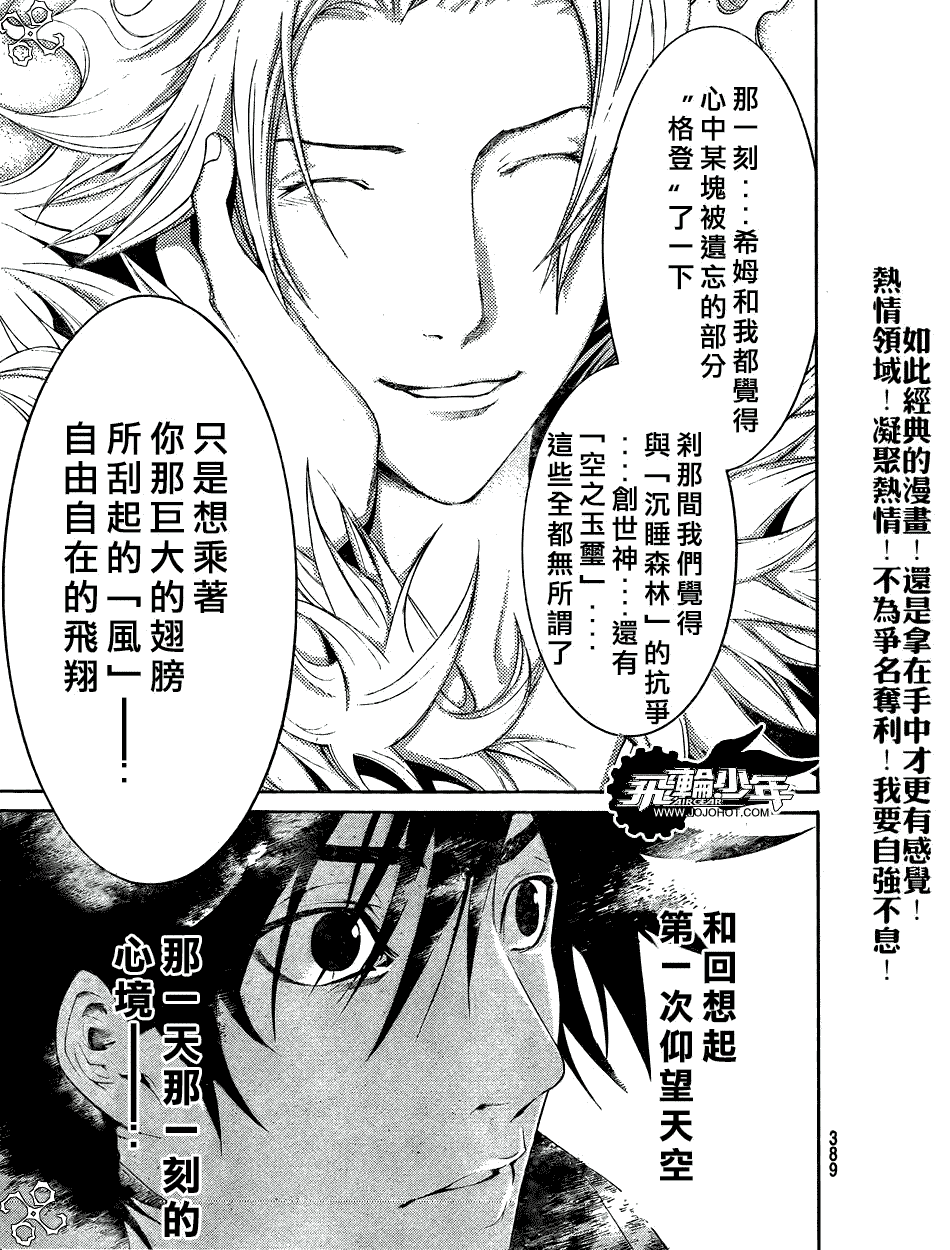 如此經典的漫畫!還是拿在手中才更有感覺!
熱情領域!凝聚熱情!不為爭名奪利!我要自強不息!
那一刻....希姆和我都覺得
心中某塊被遺忘的部分
〝格登〞了一下
剎那間我們覺得
與「沉睡森林」的抗爭
....創世神...還有
「空之玉璽」....
這些全都無所謂了
只是想乘著
你那巨大的翅膀
所刮起的「風」——.
自由自在的飛翔
飛輪少年
AIRGEAR
WWW.JOJOHOT.COM
和回想起
第一次仰望天空
那一天那一刻的
心境——..
389